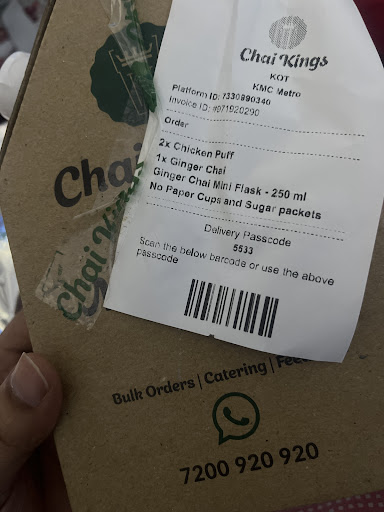 Chai Kings
KOT
KMC Metro
Platform ID: 7330990340
Invoice ID: #971920290
Order
2x Chicken Puff
1x Ginger Chai
Ginger Chai Mini Flask - 250 ml
No Paper Cups and Sugar packets
Delivery Passcode
5533
Scan the below barcode or use the above
passcode
Chai
Chai Kings
Bulk Orders | Catering |
7200 920 920